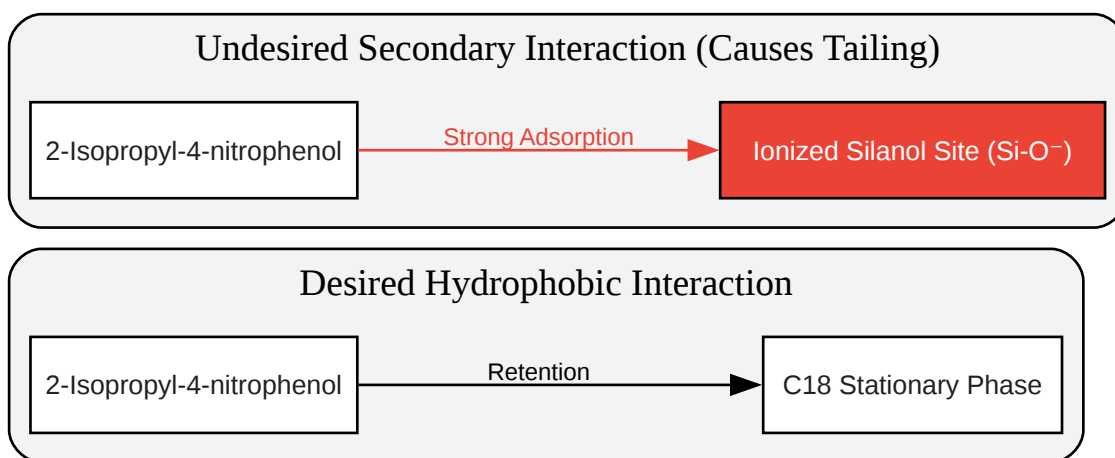 Undesired Secondary Interaction (Causes Tailing)
2-Isopropyl-4-nitrophenol
Strong Adsorption
Ionized Silanol Site (Si-O⁻)
Desired Hydrophobic Interaction
2-Isopropyl-4-nitrophenol
Retention
C18 Stationary Phase